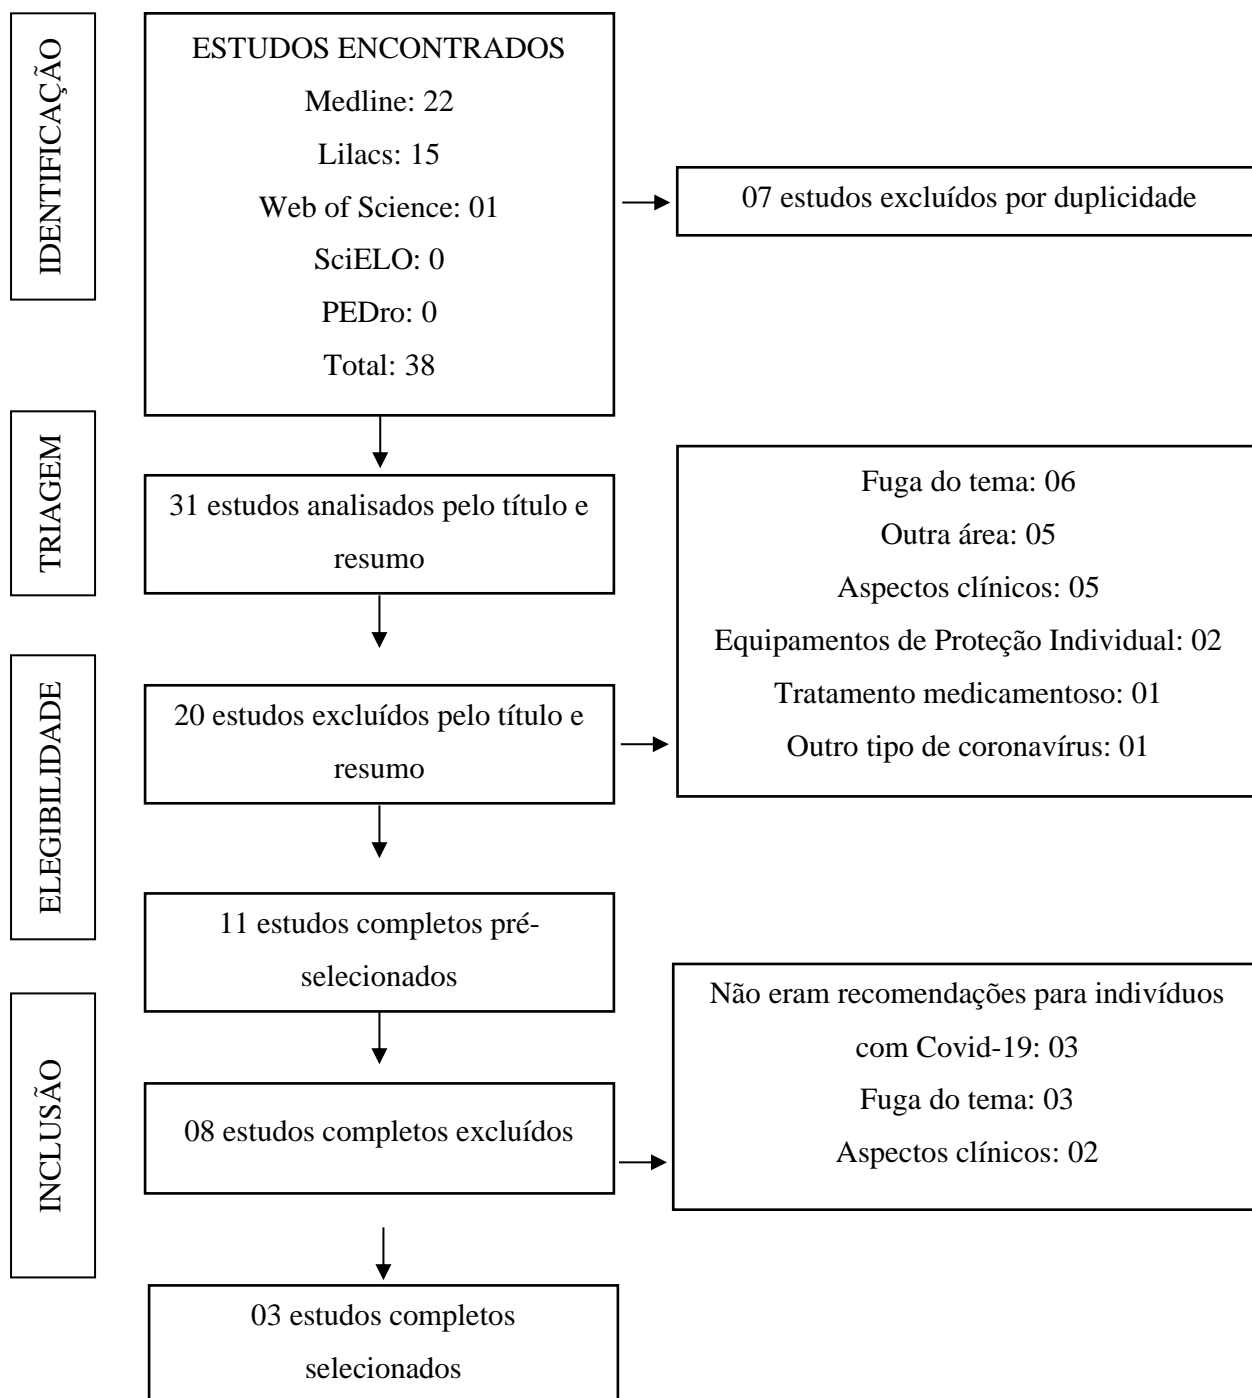 IDENTIFICAÇÃO
ESTUDOS ENCONTRADOS
Medline: 22
Lilacs: 15
Web of Science: 01
SciELO: 0
PEDro: 0
Total: 38
07 estudos excluídos por duplicidade
TRIAGEM
31 estudos analisados pelo título e
resumo
Fuga do tema: 06
Outra área: 05
Aspectos clínicos: 05
Equipamentos de Proteção Individual: 02
Tratamento medicamentoso: 01
Outro tipo de coronavírus: 01
ELEGIBILIDADE
20 estudos excluídos pelo título e
resumo
11 estudos completos pré-
selecionados
INCLUSÃO
08 estudos completos excluídos
Não eram recomendações para indivíduos
com Covid-19: 03
Fuga do tema: 03
Aspectos clínicos: 02
03 estudos completos
selecionados